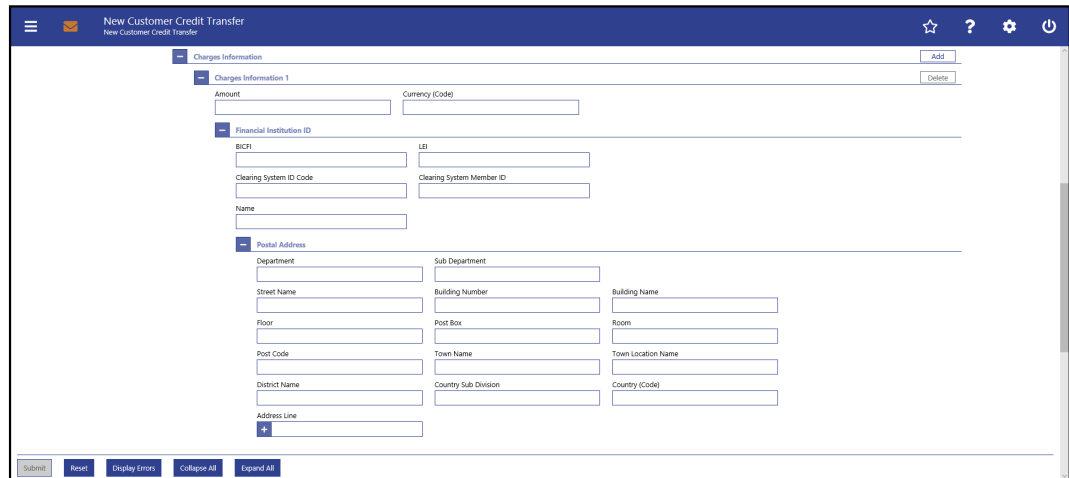 New Customer Credit Transfer
New Customer Credit Transfer
Charges Information Add
Charges Information 1 Delete
Amount Currency (Code)
Financial Institution ID
BICFI LEI
Clearing System ID Code Clearing System Member ID
Name
Postal Address
Department Sub Department
Street Name Building Number Building Name
Floor Post Box Room
Post Code Town Name Town Location Name
District Name Country Sub Division Country (Code)
Address Line
Submit Reset Display Errors Collapse All Expand All